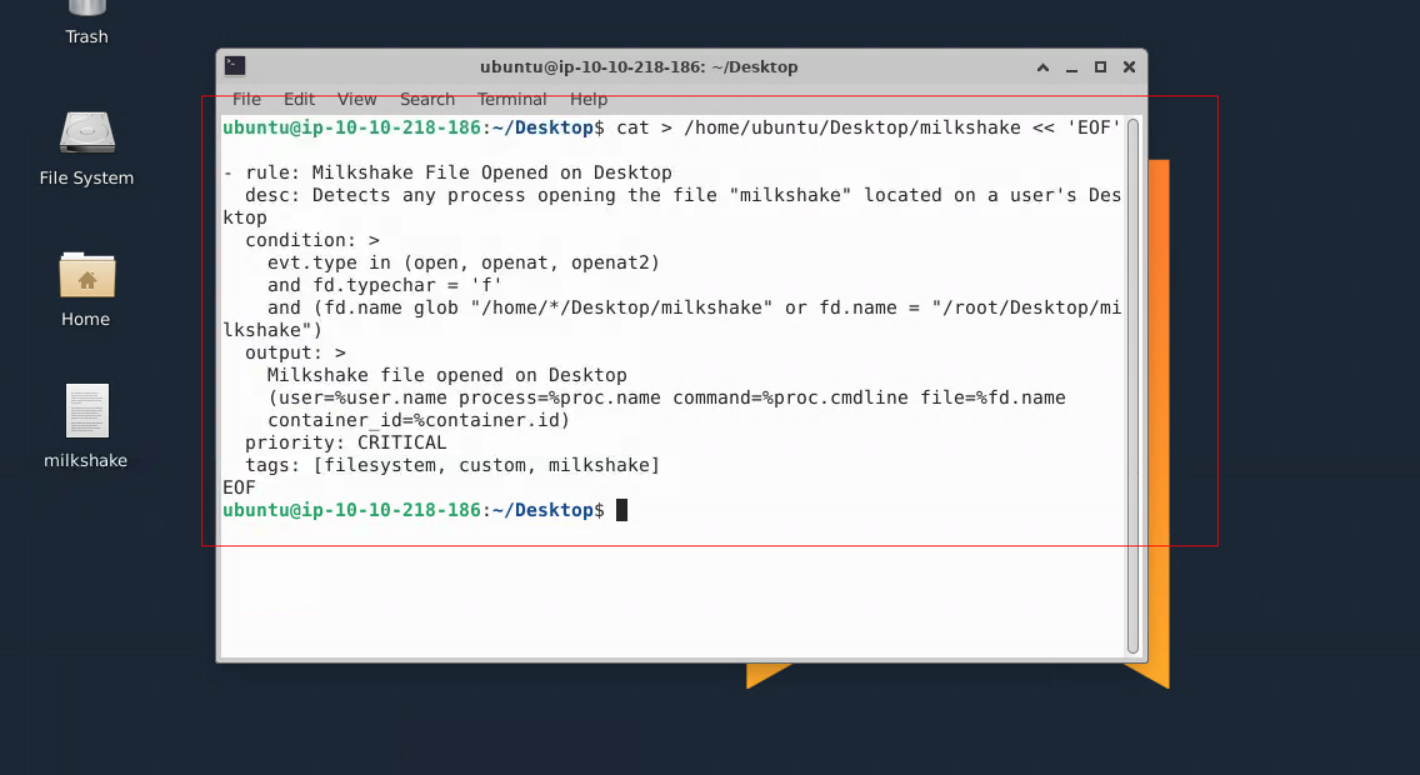 Trash
File System
Home
milkshake
ubuntu@ip-10-10-218-186: ~/Desktop
File Edit View Search Terminal Help
ubuntu@ip-10-10-218-186:~/Desktop$ cat > /home/ubuntu/Desktop/milkshake << 'EOF'
- rule: Milkshake File Opened on Desktop
  desc: Detects any process opening the file "milkshake" located on a user's Des
ktop
  condition: >
    evt.type in (open, openat, openat2)
    and fd.typechar = 'f'
    and (fd.name glob "/home/*/Desktop/milkshake" or fd.name = "/root/Desktop/mi
lkshake")
  output: >
    Milkshake file opened on Desktop
    (user=%user.name process=%proc.name command=%proc.cmdline file=%fd.name
    container_id=%container.id)
  priority: CRITICAL
  tags: [filesystem, custom, milkshake]
EOF
ubuntu@ip-10-10-218-186:~/Desktop$